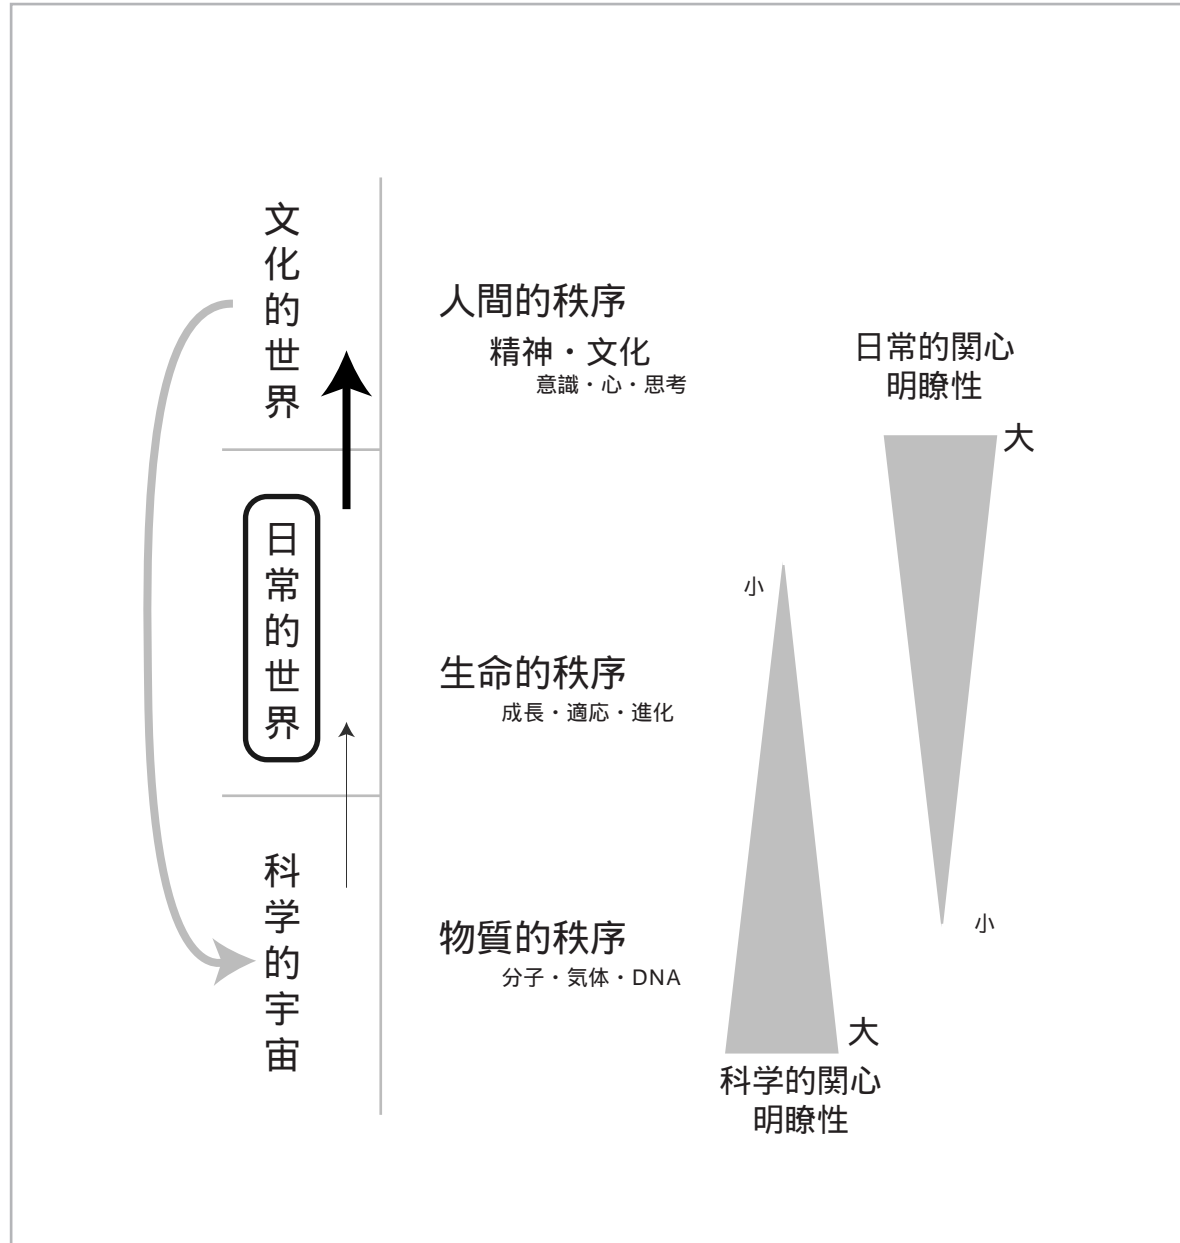 文化的世界
日常的世界
科学的宇宙
人間的秩序
精神・文化
意識・心・思考
生命的秩序
成長・適応・進化
物質的秩序
分子・気体・DNA
日常的関心
明瞭性
大
小
小
大
科学的関心
明瞭性